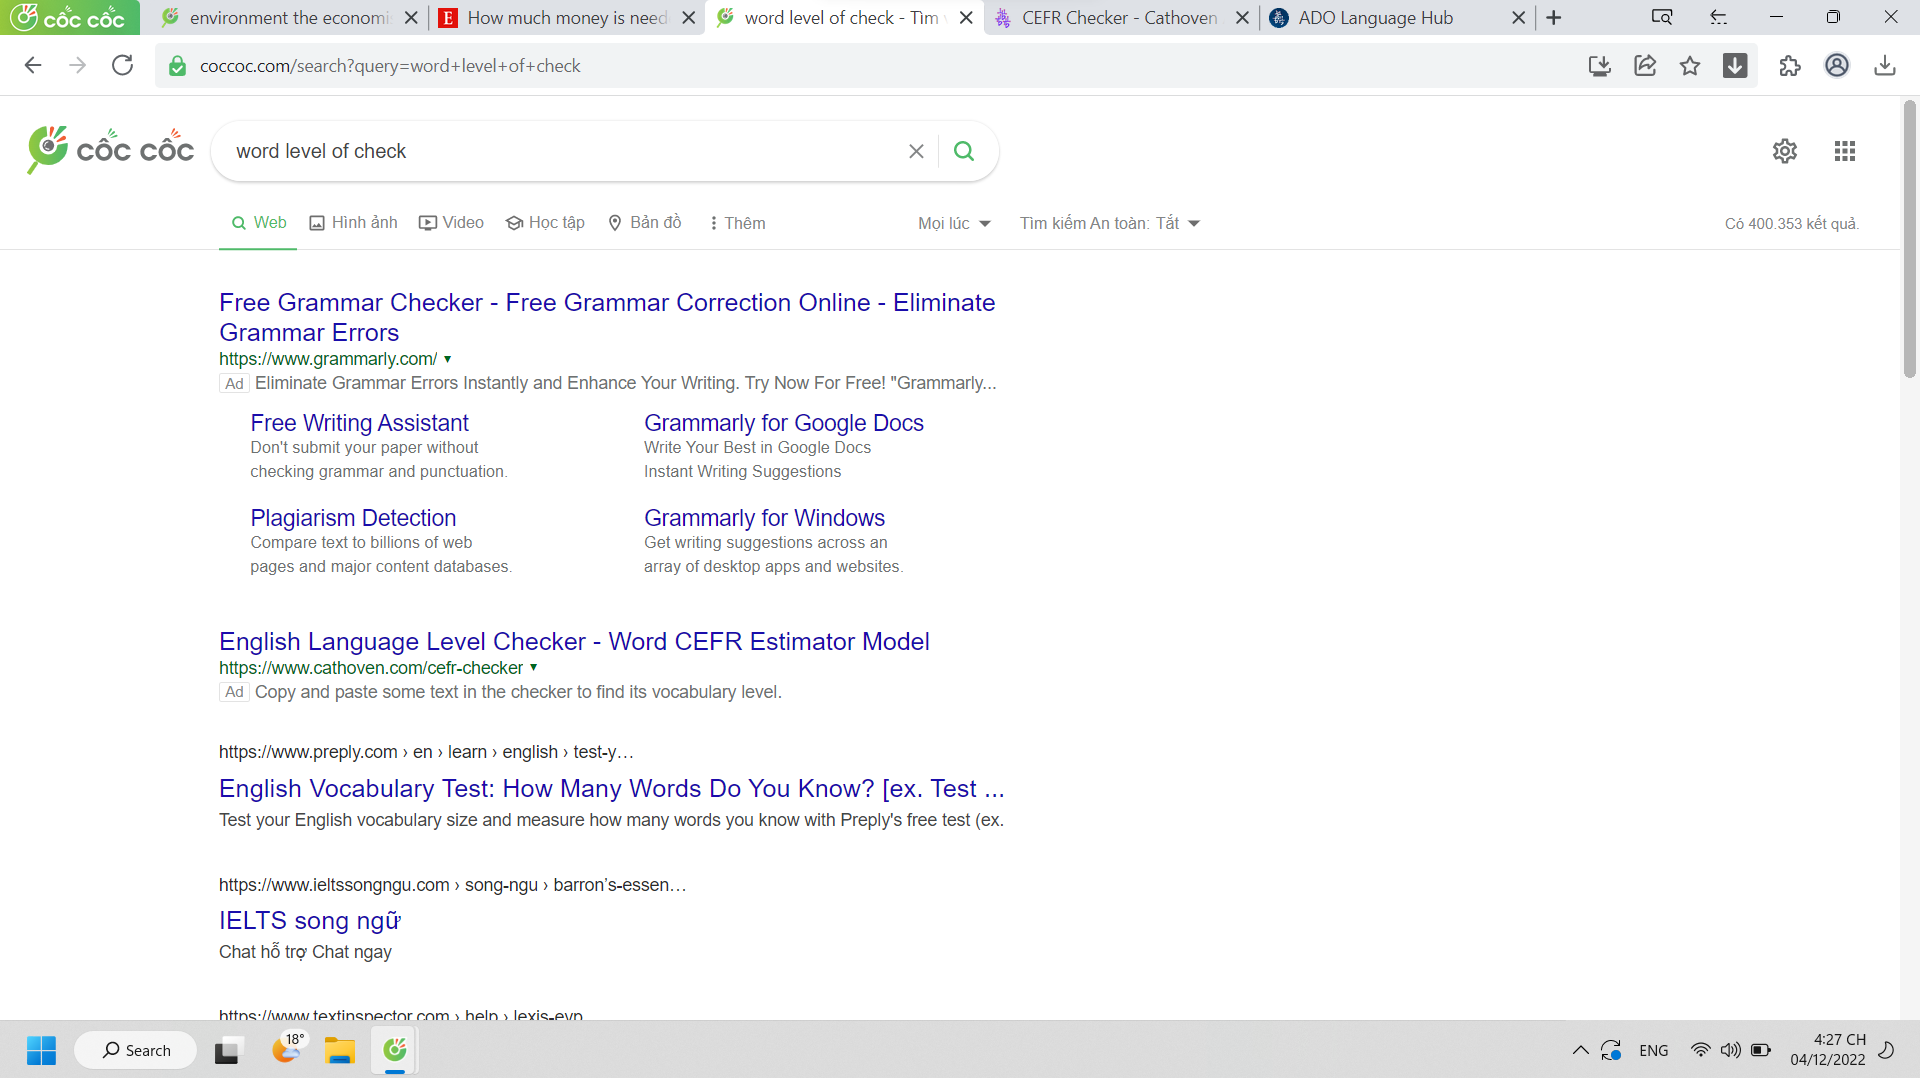 cốc cốc
environment the economi
How much money is need
word level of check - Tìm
CEFR Checker - Cathoven
ADO Language Hub
coccoc.com/search?query=word+level+of+check
cốc cốc
word level of check
Web
Hình ảnh
Video
Học tập
Bản đồ
Thêm
Mọi lúc
Tìm kiếm An toàn: Tắt
Có 400.353 kết quả.
Free Grammar Checker - Free Grammar Correction Online - Eliminate
Grammar Errors
https://www.grammarly.com/
Ad Eliminate Grammar Errors Instantly and Enhance Your Writing. Try Now For Free! "Grammarly...
Free Writing Assistant
Don't submit your paper without
checking grammar and punctuation.
Grammarly for Google Docs
Write Your Best in Google Docs
Instant Writing Suggestions
Plagiarism Detection
Compare text to billions of web
pages and major content databases.
Grammarly for Windows
Get writing suggestions across an
array of desktop apps and websites.
English Language Level Checker - Word CEFR Estimator Model
https://www.cathoven.com/cefr-checker
Ad Copy and paste some text in the checker to find its vocabulary level.
https://www.preply.com › en › learn › english › test-y…
English Vocabulary Test: How Many Words Do You Know? [ex. Test ...
Test your English vocabulary size and measure how many words you know with Preply's free test (ex.
https://www.ieltssongngu.com › song-ngu › barron’s-essen…
IELTS song ngữ
Chat hỗ trợ Chat ngay
https://www.textinspector.com › help › lexis-evp
Search
18°
ENG
4:27 CH
04/12/2022